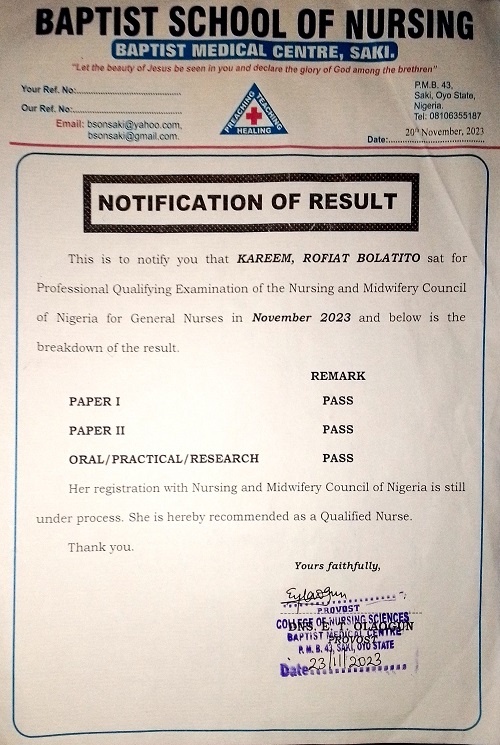 BAPTIST SCHOOL OF NURSING
BAPTIST MEDICAL CENTRE, SAKI.
"Let the beauty of Jesus be seen in you and declare the glory of God among the brethren"
Your Ref. No:
Our Ref. No:
Email: bsonsaki@yahoo.com,
bsonsaki@gmail.com.
PREACHING TEACHING
HEALING
P.M.B. 43,
Saki, Oyo State,
Nigeria.
Tel: 08106355187
Date: 20th November, 2023
NOTIFICATION OF RESULT
This is to notify you that KAREEM, ROFIAT BOLATITO sat for
Professional Qualifying Examination of the Nursing and Midwifery Council
of Nigeria for General Nurses in November 2023 and below is the
breakdown of the result.
REMARK
PAPER I PASS
PAPER II PASS
ORAL/PRACTICAL/RESEARCH PASS
Her registration with Nursing and Midwifery Council of Nigeria is still
under process. She is hereby recommended as a Qualified Nurse.
Thank you.
Yours faithfully,
PROVOST
COLLEGE OF NURSING SCIENCES
DNS. E. T. OLAOGUN
BAPTIST MEDICAL CENTRE
PROVOST
P. M. B. 43, SAKI, OYO STATE
Date 23/11/2023